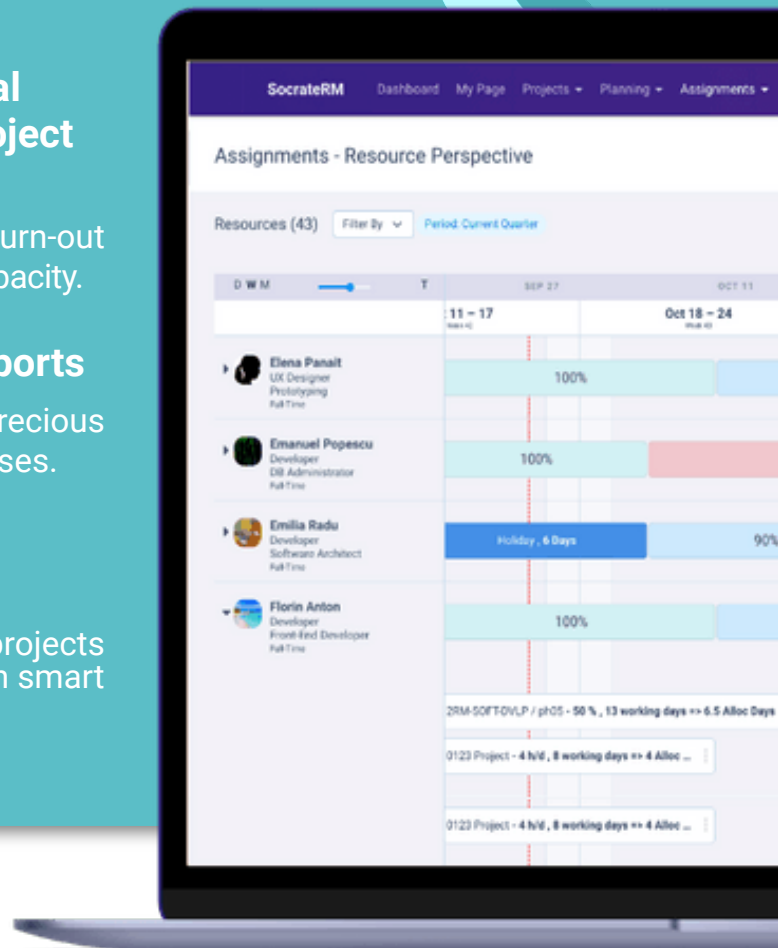 al
oject
urn-out
pacity.
ports
recious
ses.
projects
n smart
SocrateRM Dashboard My Page Projects Planning Assignments
Assignments - Resource Perspective
Resources (43) Filter By Period: Current Quarter
D W M T SEP 27 OCT 11
11 – 17 Oct 18 – 24
Week 42 Week 43
Elena Panait
UX Designer
Prototyping
Full-Time
100%
Emanuel Popescu
Developer
DB Administrator
Full-Time
100%
Emilia Radu
Developer
Software Architect
Full-Time
Holiday , 6 Days 90%
Florin Anton
Developer
Front-End Developer
Full-Time
100%
2RM-SOFT-DVLP / ph05 - 50 % , 13 working days => 6.5 Alloc Days
0123 Project - 4 h/d , 8 working days => 4 Alloc ...
0123 Project - 4 h/d , 8 working days => 4 Alloc ...